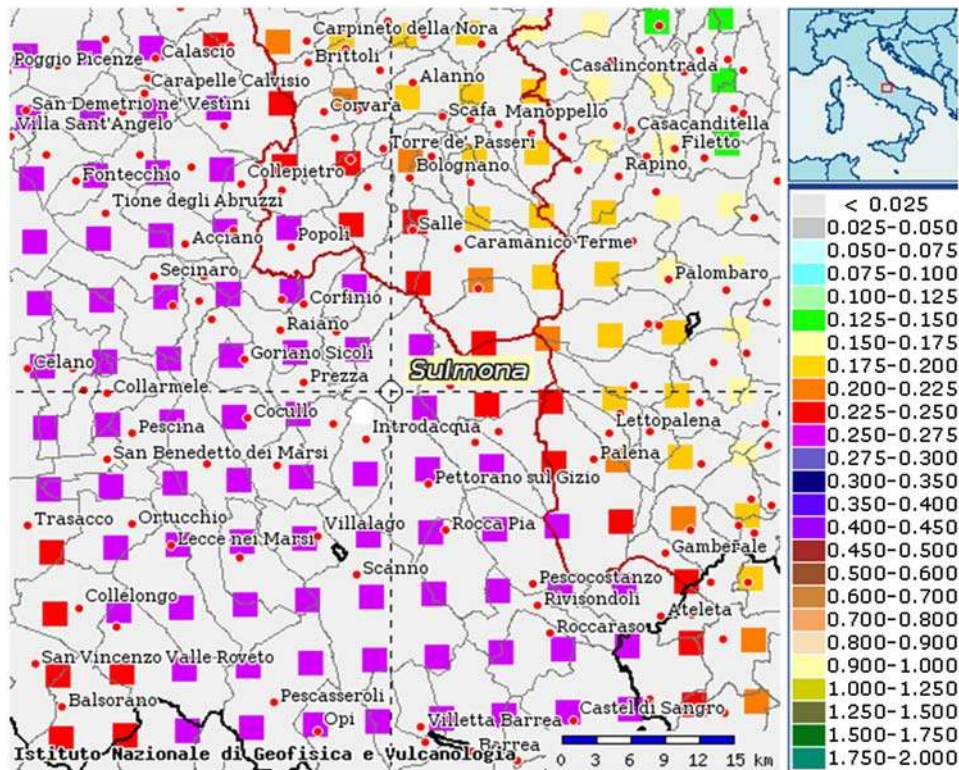 Carpineto della Nora
Poggio Picenze
Calascio
Brittoli
Casalincontrada
Carapelle Calvisio
Alanno
San Demetrio ne' Vestini
Corvara
Scafa
Manoppello
Villa Sant'Angelo
Casacanditella
Torre de' Passeri
Filetto
Fontecchio
Collepietro
Bolognano
Rapino
Tione degli Abruzzi
Salle
Acciano
Popoli
Caramanico Terme
Secinaro
Palombaro
Corfinio
Raiano
Celano
Goriano Sicoli
Sulmona
Collarmele
Prezza
Cocullo
Pescina
Introdacqua
Lettopalena
San Benedetto dei Marsi
Pettorano sul Gizio
Palena
Trasacco
Ortucchio
Villalago
Rocca Pia
Lecce nei Marsi
Gamberale
Scanno
Pescocostanzo
Collelongo
Rivisondoli
Ateleta
Roccaraso
San Vincenzo Valle Roveto
Balsorano
Pescasseroli
Opi
Villetta Barrea
Castel di Sangro
Barrea
Istituto Nazionale di Geofisica e Vulcanologia
0 3 6 9 12 15 km
< 0.025
0.025-0.050
0.050-0.075
0.075-0.100
0.100-0.125
0.125-0.150
0.150-0.175
0.175-0.200
0.200-0.225
0.225-0.250
0.250-0.275
0.275-0.300
0.300-0.350
0.350-0.400
0.400-0.450
0.450-0.500
0.500-0.600
0.600-0.700
0.700-0.800
0.800-0.900
0.900-1.000
1.000-1.250
1.250-1.500
1.500-1.750
1.750-2.000